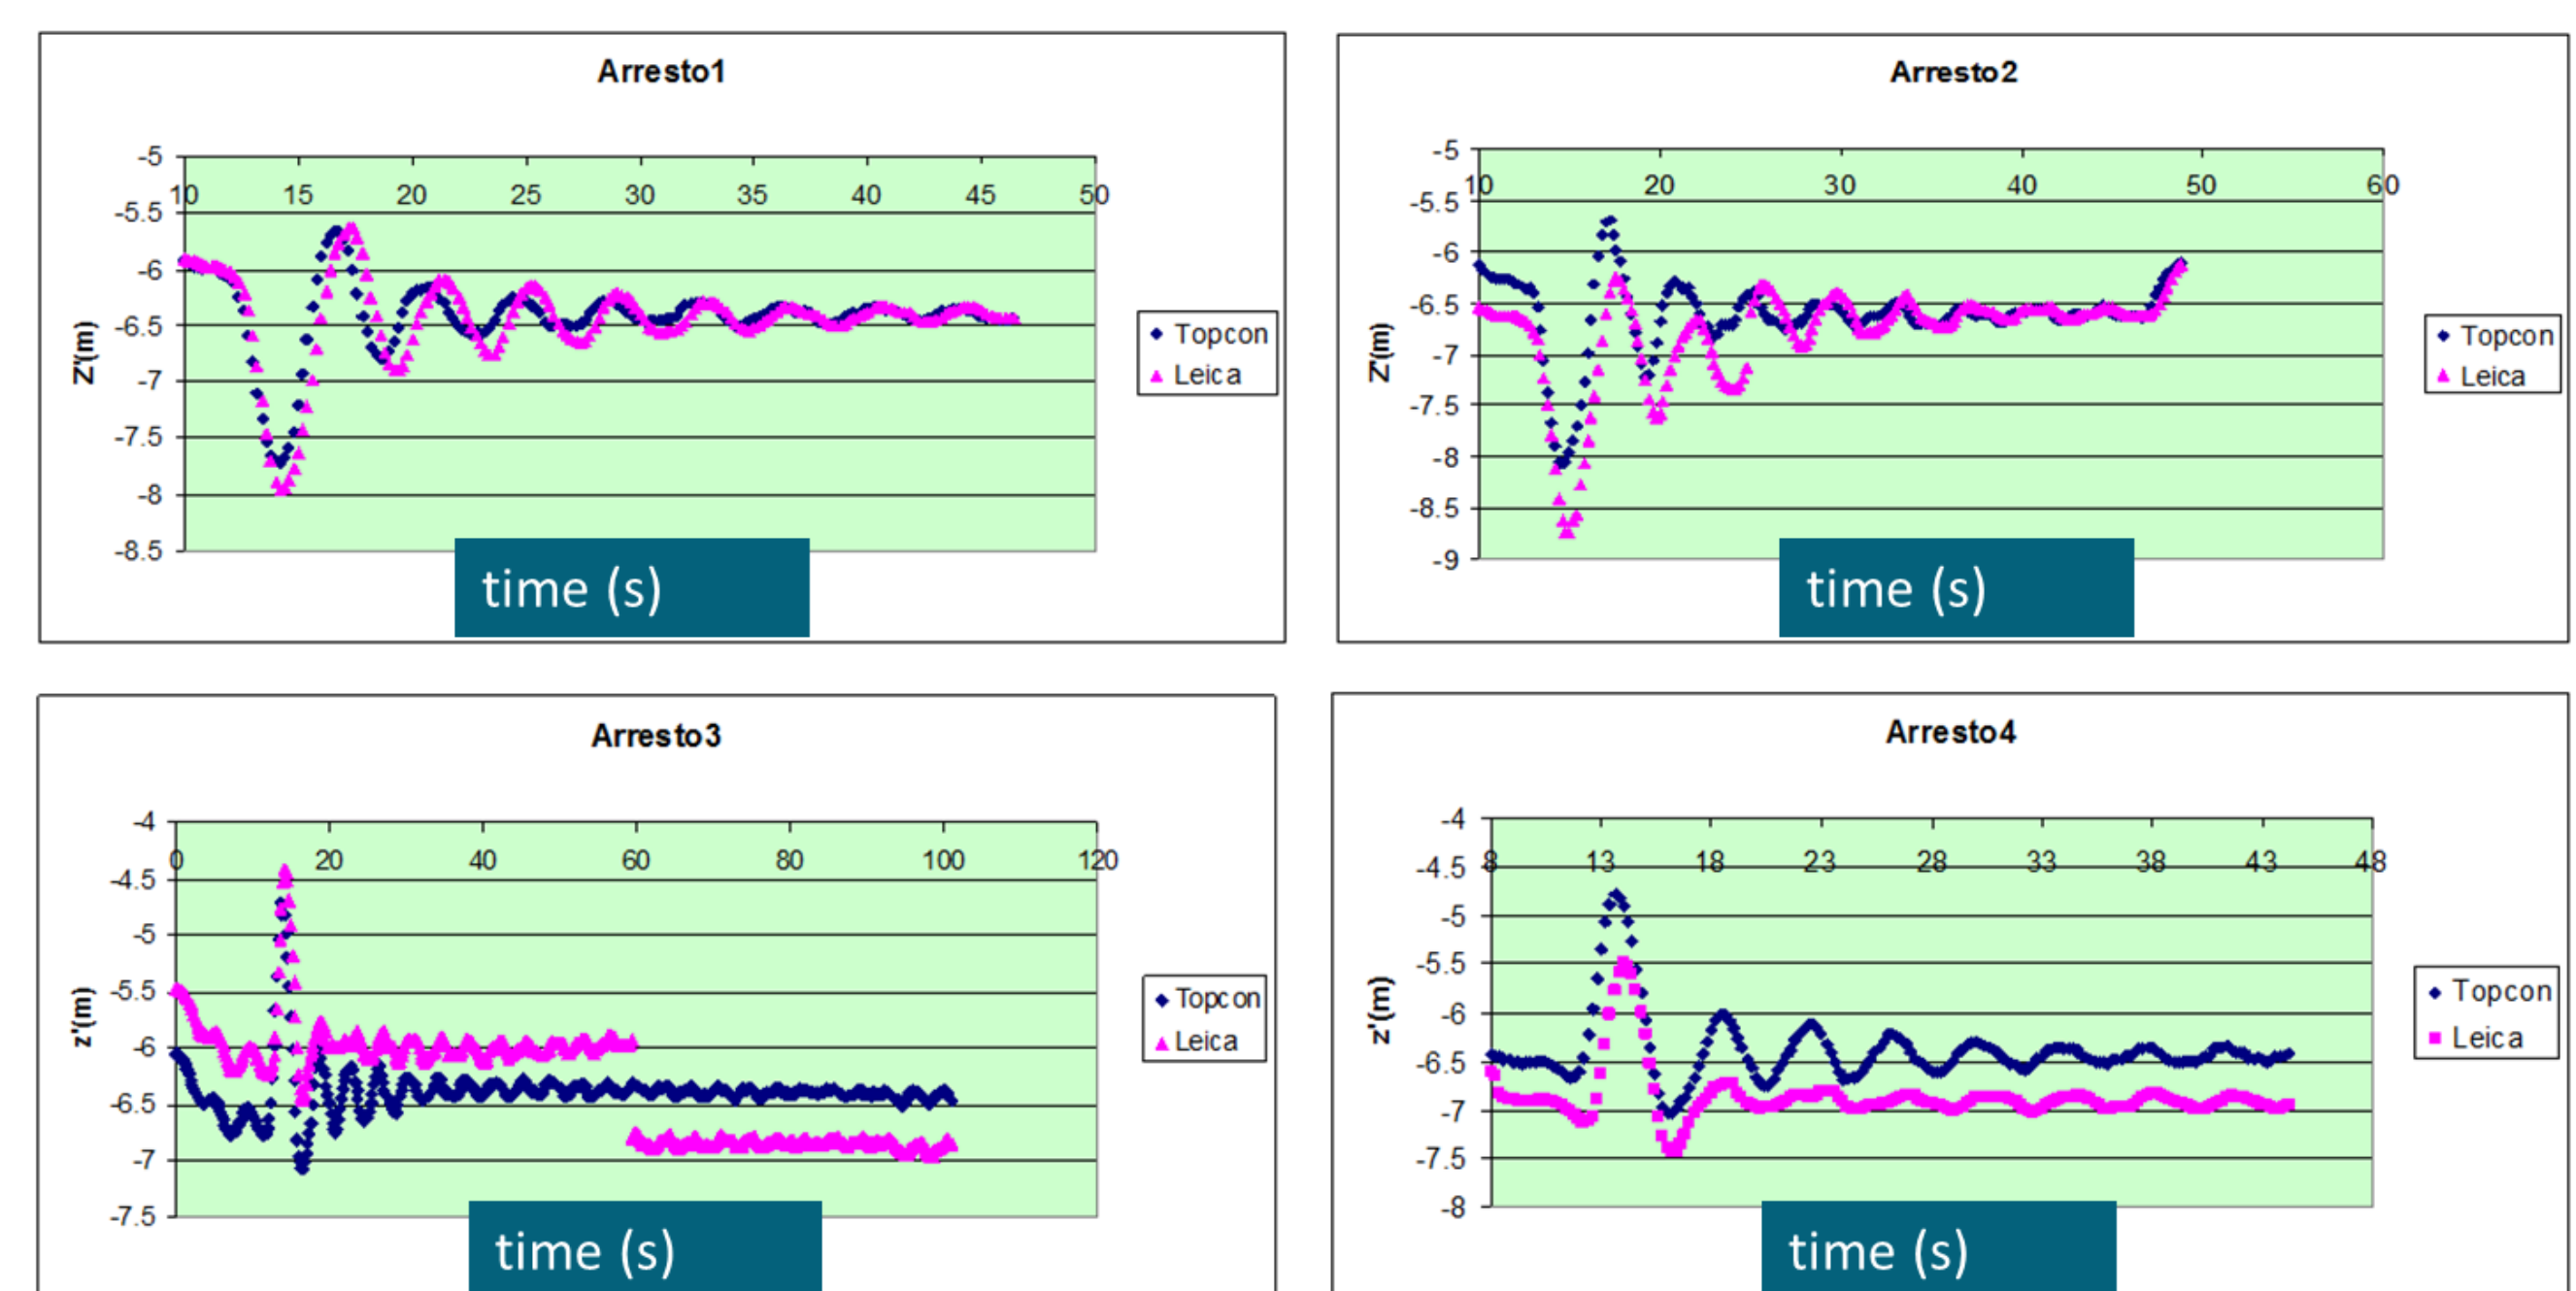 Arresto1
-5
10 15 20 25 30 35 40 45 50
-5.5
-6
-6.5
-7
-7.5
-8
-8.5
Z'(m)
Topcon
Leica
time (s)
Arresto2
-5
10 20 30 40 50 60
-5.5
-6
-6.5
-7
-7.5
-8
-8.5
-9
Z'(m)
Topcon
Leica
time (s)
Arresto3
-4
0 20 40 60 80 100 120
-4.5
-5
-5.5
-6
-6.5
-7
-7.5
z'(m)
Topcon
Leica
time (s)
Arresto4
-4
8 13 18 23 28 33 38 43 48
-4.5
-5
-5.5
-6
-6.5
-7
-7.5
-8
z'(m)
Topcon
Leica
time (s)